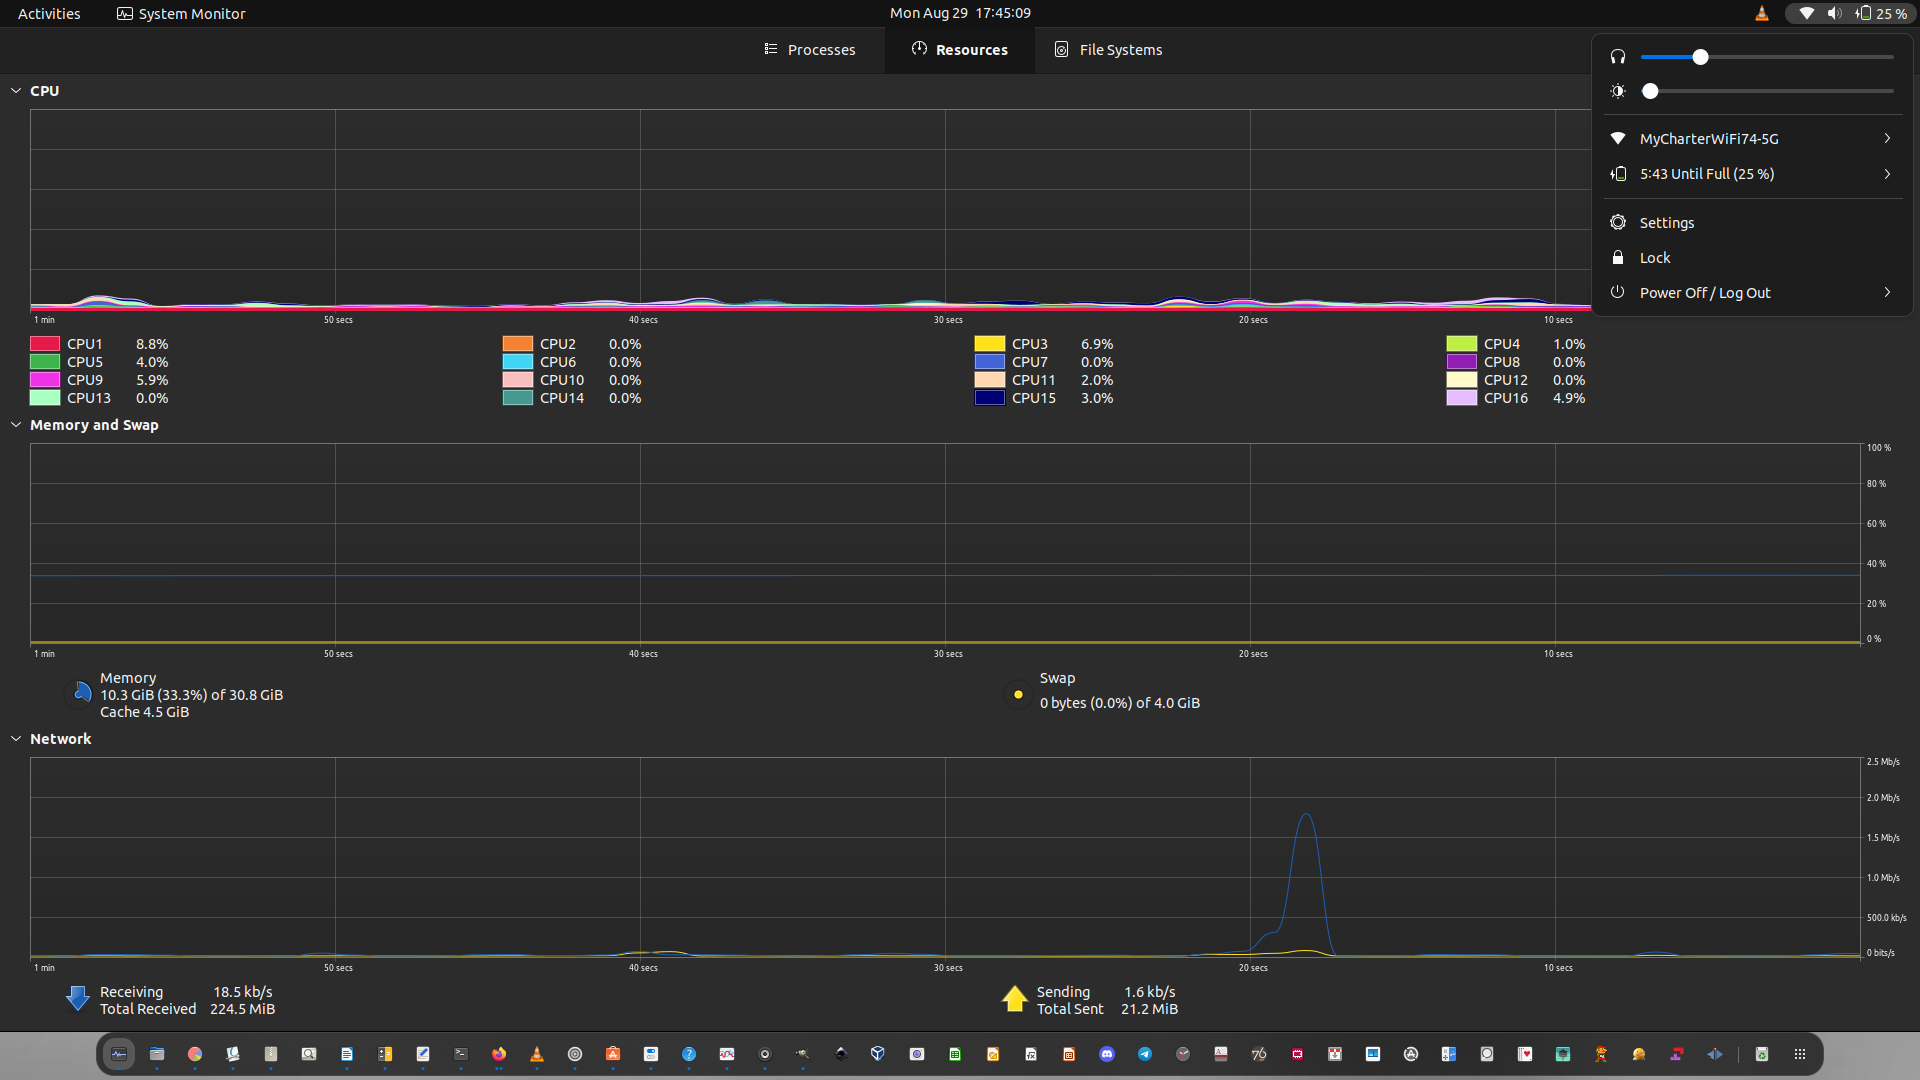 Activities System Monitor Mon Aug 29 17:45:09 25 %
Processes Resources File Systems
CPU
MyCharterWiFi74-5G
5:43 Until Full (25 %)
Settings
Lock
Power Off / Log Out
1 min 50 secs 40 secs 30 secs 20 secs 10 secs
CPU1 8.8% CPU2 0.0% CPU3 6.9% CPU4 1.0%
CPU5 4.0% CPU6 0.0% CPU7 0.0% CPU8 0.0%
CPU9 5.9% CPU10 0.0% CPU11 2.0% CPU12 0.0%
CPU13 0.0% CPU14 0.0% CPU15 3.0% CPU16 4.9%
Memory and Swap
100 %
80 %
60 %
40 %
20 %
0 %
1 min 50 secs 40 secs 30 secs 20 secs 10 secs
Memory
10.3 GiB (33.3%) of 30.8 GiB
Cache 4.5 GiB
Swap
0 bytes (0.0%) of 4.0 GiB
Network
2.5 Mb/s
2.0 Mb/s
1.5 Mb/s
1.0 Mb/s
500.0 kb/s
0 bits/s
1 min 50 secs 40 secs 30 secs 20 secs 10 secs
Receiving 18.5 kb/s
Total Received 224.5 MiB
Sending 1.6 kb/s
Total Sent 21.2 MiB
76